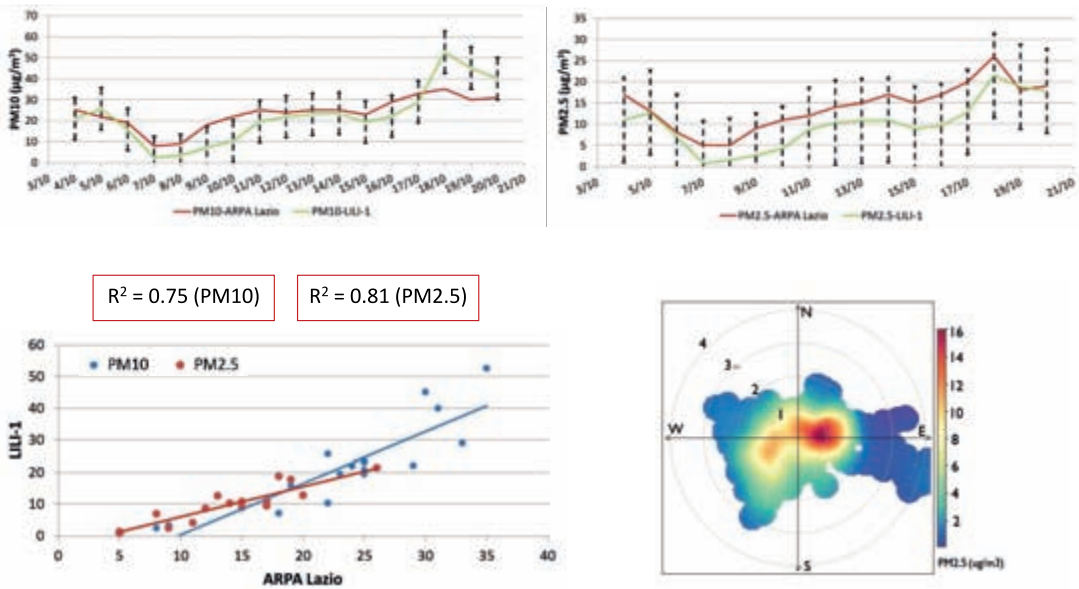 70
60
50
40
30
20
10
0
PM10 (µg/m³)
3/10 4/10 5/10 6/10 7/10 8/10 9/10 10/10 11/10 12/10 13/10 14/10 15/10 16/10 17/10 18/10 19/10 20/10 21/10
PM10-ARPA Lazio PM10-LILI-1
35
30
25
20
15
10
5
0
PM2.5 (µg/m³)
3/10 5/10 7/10 9/10 11/10 13/10 15/10 17/10 19/10 21/10
PM2.5-ARPA Lazio PM2.5-LILI-1
R² = 0.75 (PM10)
R² = 0.81 (PM2.5)
60
50
40
30
20
10
0
LILI-1
PM10 PM2.5
0 5 10 15 20 25 30 35 40
ARPA Lazio
N
4
3
2
1
W
E
S
16
14
12
10
8
6
4
2
PM2.5 (ug/m3)